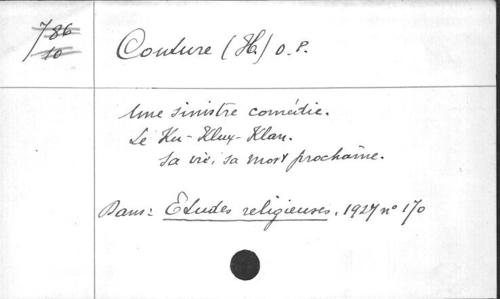 786
10
Couture (H.) O.P.
Une sinistre comédie.
Le Ku-Klux-Klan.
Sa vie, sa mort prochaine.
Dans: Etudes religieuses, 1927 n° 170